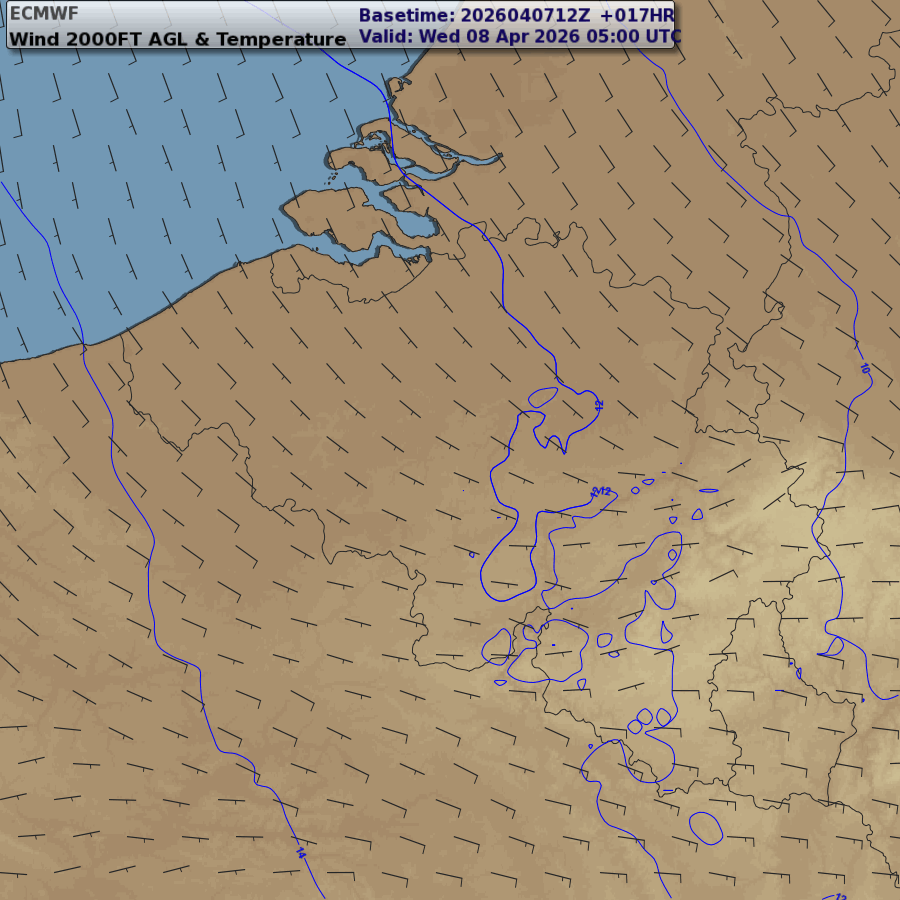 ECMWF
Basetime: 2026040712Z +017HR
Wind 2000FT AGL & Temperature
Valid: Wed 08 Apr 2026 05:00 UTC
10
12
12
14